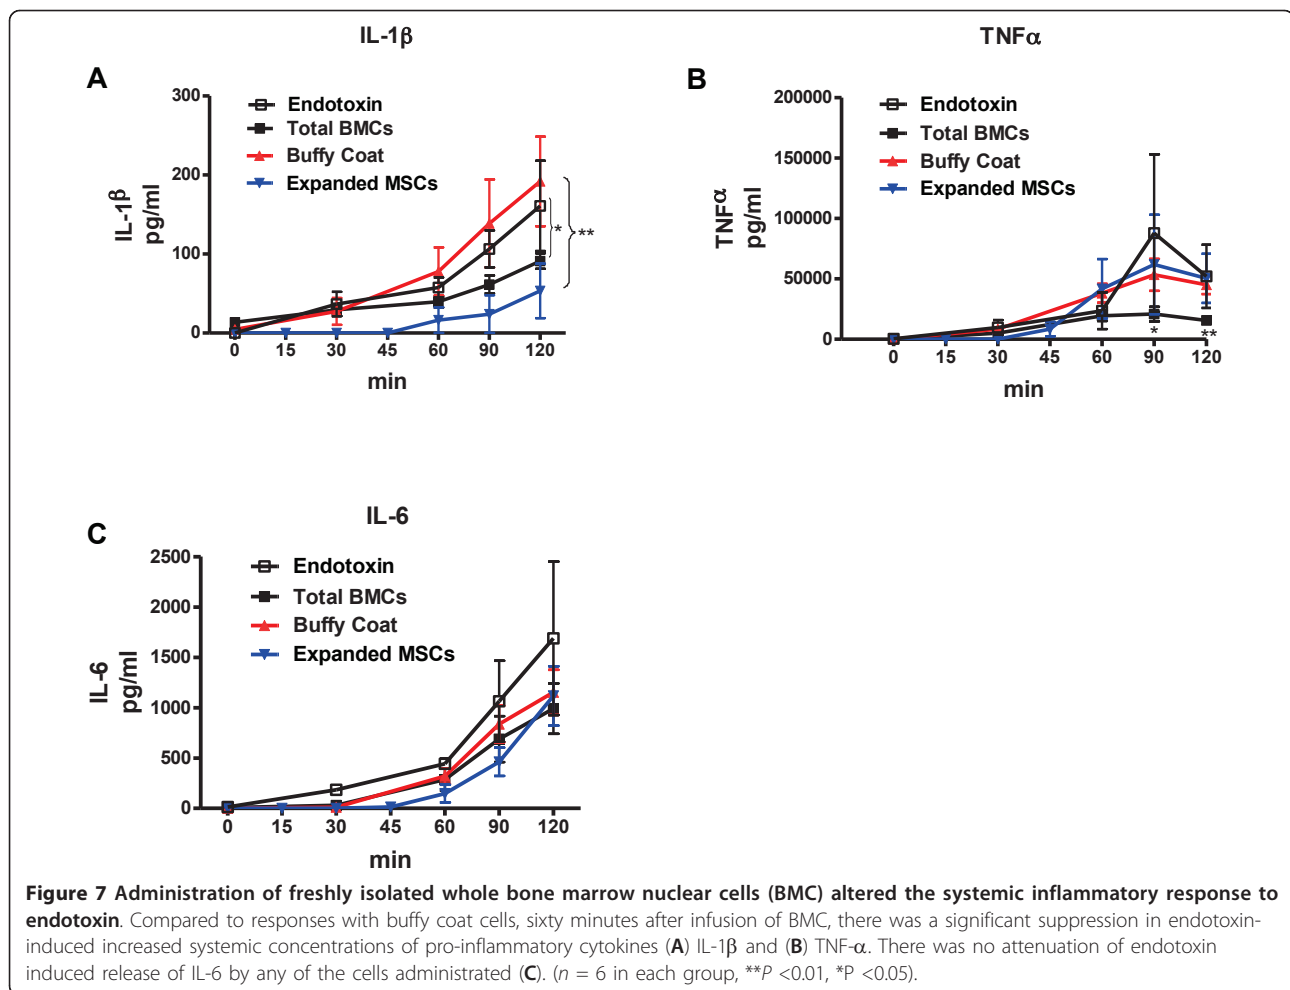 IL-1β
A
300
200
100
0
IL-1β
pg/ml
Endotoxin
Total BMCs
Buffy Coat
Expanded MSCs
*
**
0 15 30 45 60 90 120
min
TNFα
B
200000
150000
100000
50000
0
TNFα
pg/ml
Endotoxin
Total BMCs
Buffy Coat
Expanded MSCs
*
**
0 15 30 45 60 90 120
min
IL-6
C
2500
2000
1500
1000
500
0
IL-6
pg/ml
Endotoxin
Total BMCs
Buffy Coat
Expanded MSCs
0 15 30 45 60 90 120
min
Figure 7 Administration of freshly isolated whole bone marrow nuclear cells (BMC) altered the systemic inflammatory response to
endotoxin. Compared to responses with buffy coat cells, sixty minutes after infusion of BMC, there was a significant suppression in endotoxin-
induced increased systemic concentrations of pro-inflammatory cytokines (A) IL-1β and (B) TNF-α. There was no attenuation of endotoxin
induced release of IL-6 by any of the cells administrated (C). (n = 6 in each group, **P <0.01, *P <0.05).